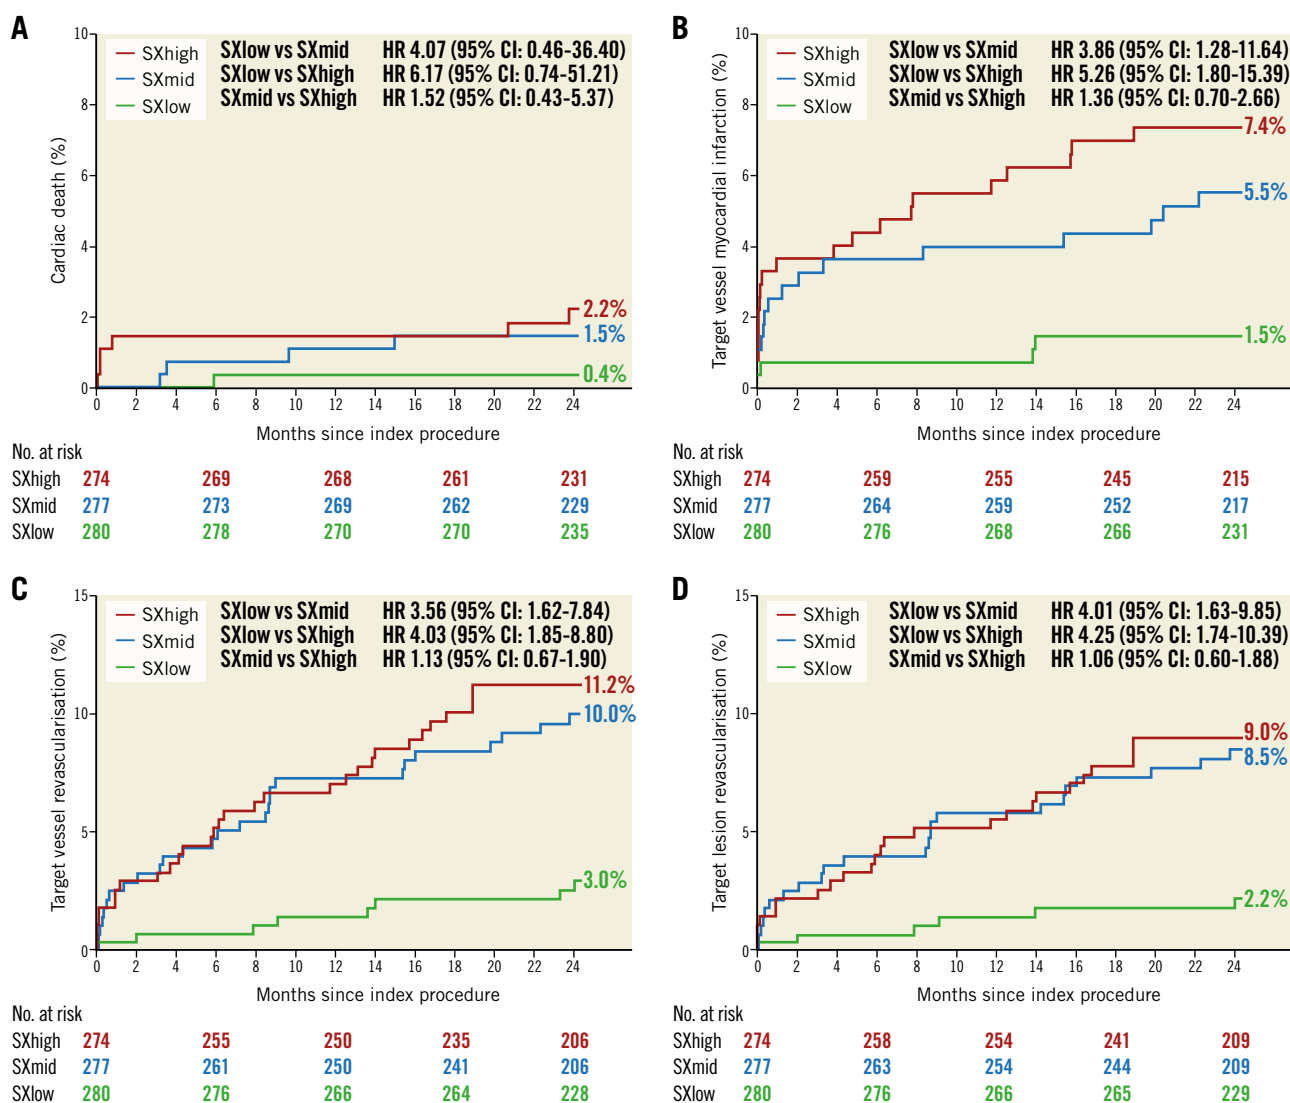 A
10
8
6
4
2
0
Cardiac death (%)
SXhigh
SXmid
SXlow
SXlow vs SXmid HR 4.07 (95% CI: 0.46-36.40)
SXlow vs SXhigh HR 6.17 (95% CI: 0.74-51.21)
SXmid vs SXhigh HR 1.52 (95% CI: 0.43-5.37)
2.2%
1.5%
0.4%
0 2 4 6 8 10 12 14 16 18 20 22 24
Months since index procedure
No. at risk
SXhigh 274 269 268 261 231
SXmid 277 273 269 262 229
SXlow 280 278 270 270 235
B
10
8
6
4
2
0
Target vessel myocardial infarction (%)
SXhigh
SXmid
SXlow
SXlow vs SXmid HR 3.86 (95% CI: 1.28-11.64)
SXlow vs SXhigh HR 5.26 (95% CI: 1.80-15.39)
SXmid vs SXhigh HR 1.36 (95% CI: 0.70-2.66)
7.4%
5.5%
1.5%
0 2 4 6 8 10 12 14 16 18 20 22 24
Months since index procedure
No. at risk
SXhigh 274 259 255 245 215
SXmid 277 264 259 252 217
SXlow 280 276 268 266 231
C
15
10
5
0
Target vessel revascularisation (%)
SXhigh
SXmid
SXlow
SXlow vs SXmid HR 3.56 (95% CI: 1.62-7.84)
SXlow vs SXhigh HR 4.03 (95% CI: 1.85-8.80)
SXmid vs SXhigh HR 1.13 (95% CI: 0.67-1.90)
11.2%
10.0%
3.0%
0 2 4 6 8 10 12 14 16 18 20 22 24
Months since index procedure
No. at risk
SXhigh 274 255 250 235 206
SXmid 277 261 250 241 206
SXlow 280 276 266 264 228
D
15
10
5
0
Target lesion revascularisation (%)
SXhigh
SXmid
SXlow
SXlow vs SXmid HR 4.01 (95% CI: 1.63-9.85)
SXlow vs SXhigh HR 4.25 (95% CI: 1.74-10.39)
SXmid vs SXhigh HR 1.06 (95% CI: 0.60-1.88)
9.0%
8.5%
2.2%
0 2 4 6 8 10 12 14 16 18 20 22 24
Months since index procedure
No. at risk
SXhigh 274 258 254 241 209
SXmid 277 263 254 244 209
SXlow 280 276 266 265 229